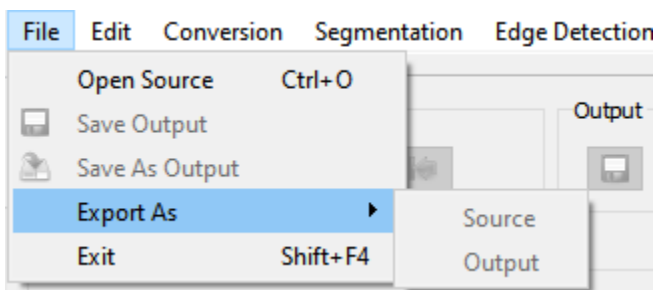 File Edit Conversion Segmentation Edge Detection
Open Source Ctrl+O
Output
Save Output
Save As Output
Export As
Source
Exit Shift+F4
Output